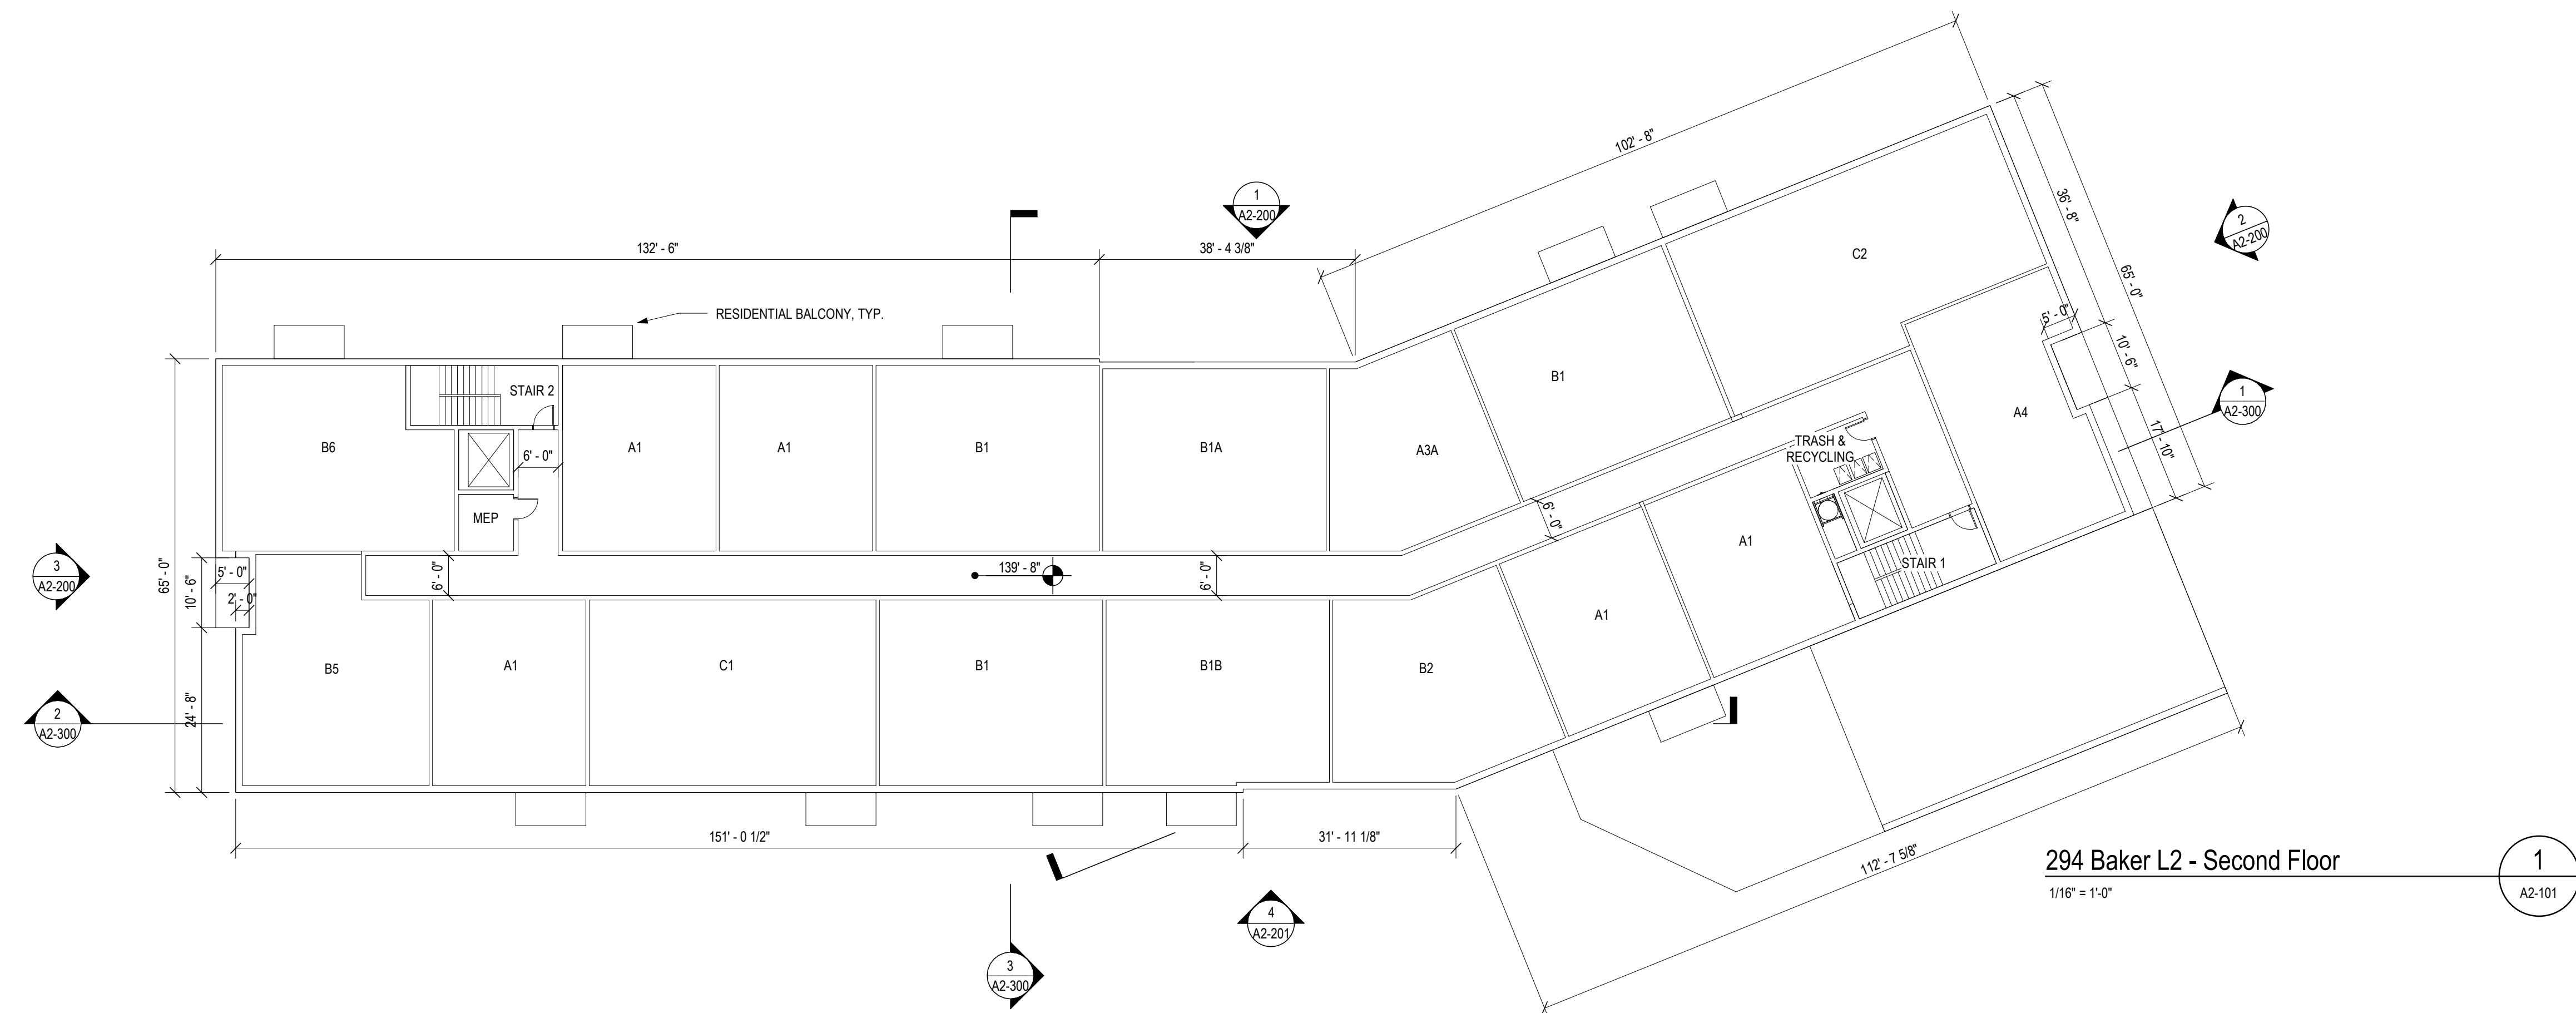 102' - 8"
1
A2-200
36' - 8"
2
A2-200
65' - 0"
132' - 6"
38' - 4 3/8"
C2
RESIDENTIAL BALCONY, TYP.
5' - 0"
10' - 6"
STAIR 2
B1
1
A2-300
A4
17' - 10"
B6
6' - 0"
A1
A1
B1
B1A
A3A
TRASH &
RECYCLING
MEP
6' - 0"
A1
3
A2-200
65' - 0"
5' - 0"
10' - 6"
2' - 0"
6' - 0"
139' - 8"
6' - 0"
STAIR 1
A1
B5
A1
C1
B1
B1B
B2
2
A2-300
24' - 8"
151' - 0 1/2"
31' - 11 1/8"
112' - 7 5/8"
294 Baker L2 - Second Floor
1
1/16" = 1'-0"
A2-101
4
A2-201
3
A2-300